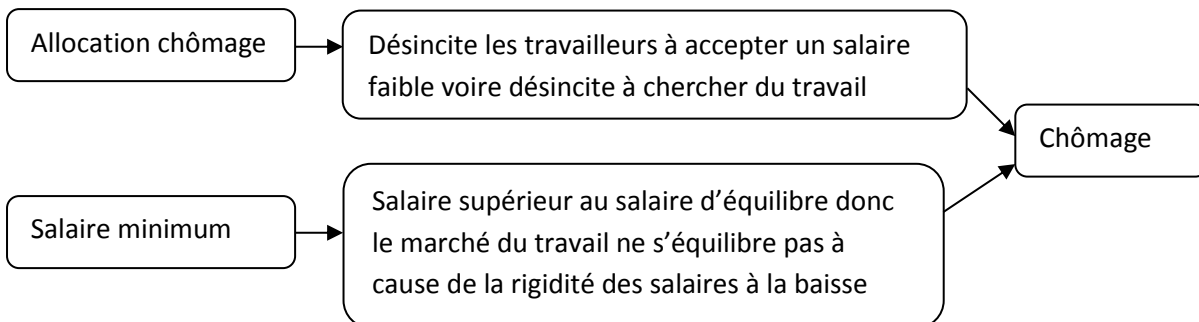 Allocation chômage
Désincite les travailleurs à accepter un salaire
faible voire désincite à chercher du travail
Chômage
Salaire minimum
Salaire supérieur au salaire d’équilibre donc
le marché du travail ne s’équilibre pas à
cause de la rigidité des salaires à la baisse